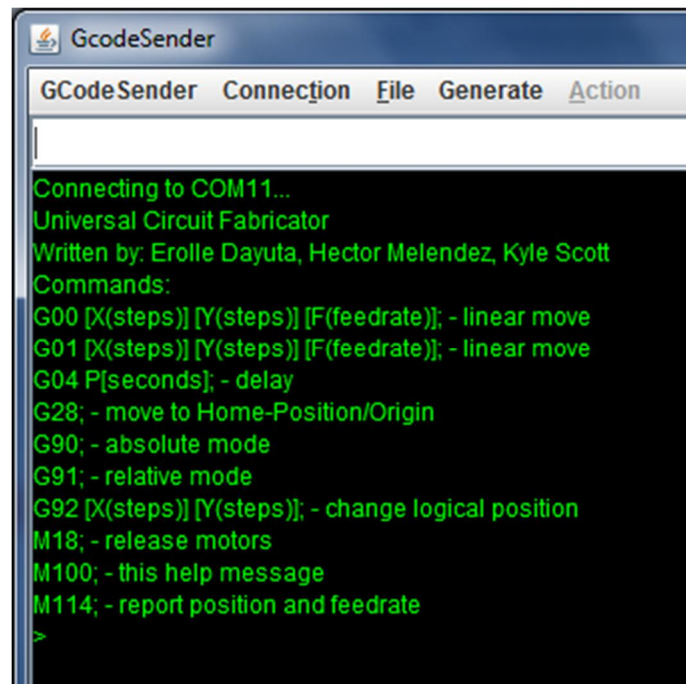 GcodeSender
GCodeSender Connection File Generate Action
Connecting to COM11...
Universal Circuit Fabricator
Written by: Erolle Dayuta, Hector Melendez, Kyle Scott
Commands:
G00 [X(steps)] [Y(steps)] [F(feedrate)]; - linear move
G01 [X(steps)] [Y(steps)] [F(feedrate)]; - linear move
G04 P[seconds]; - delay
G28; - move to Home-Position/Origin
G90; - absolute mode
G91; - relative mode
G92 [X(steps)] [Y(steps)]; - change logical position
M18; - release motors
M100; - this help message
M114; - report position and feedrate
>